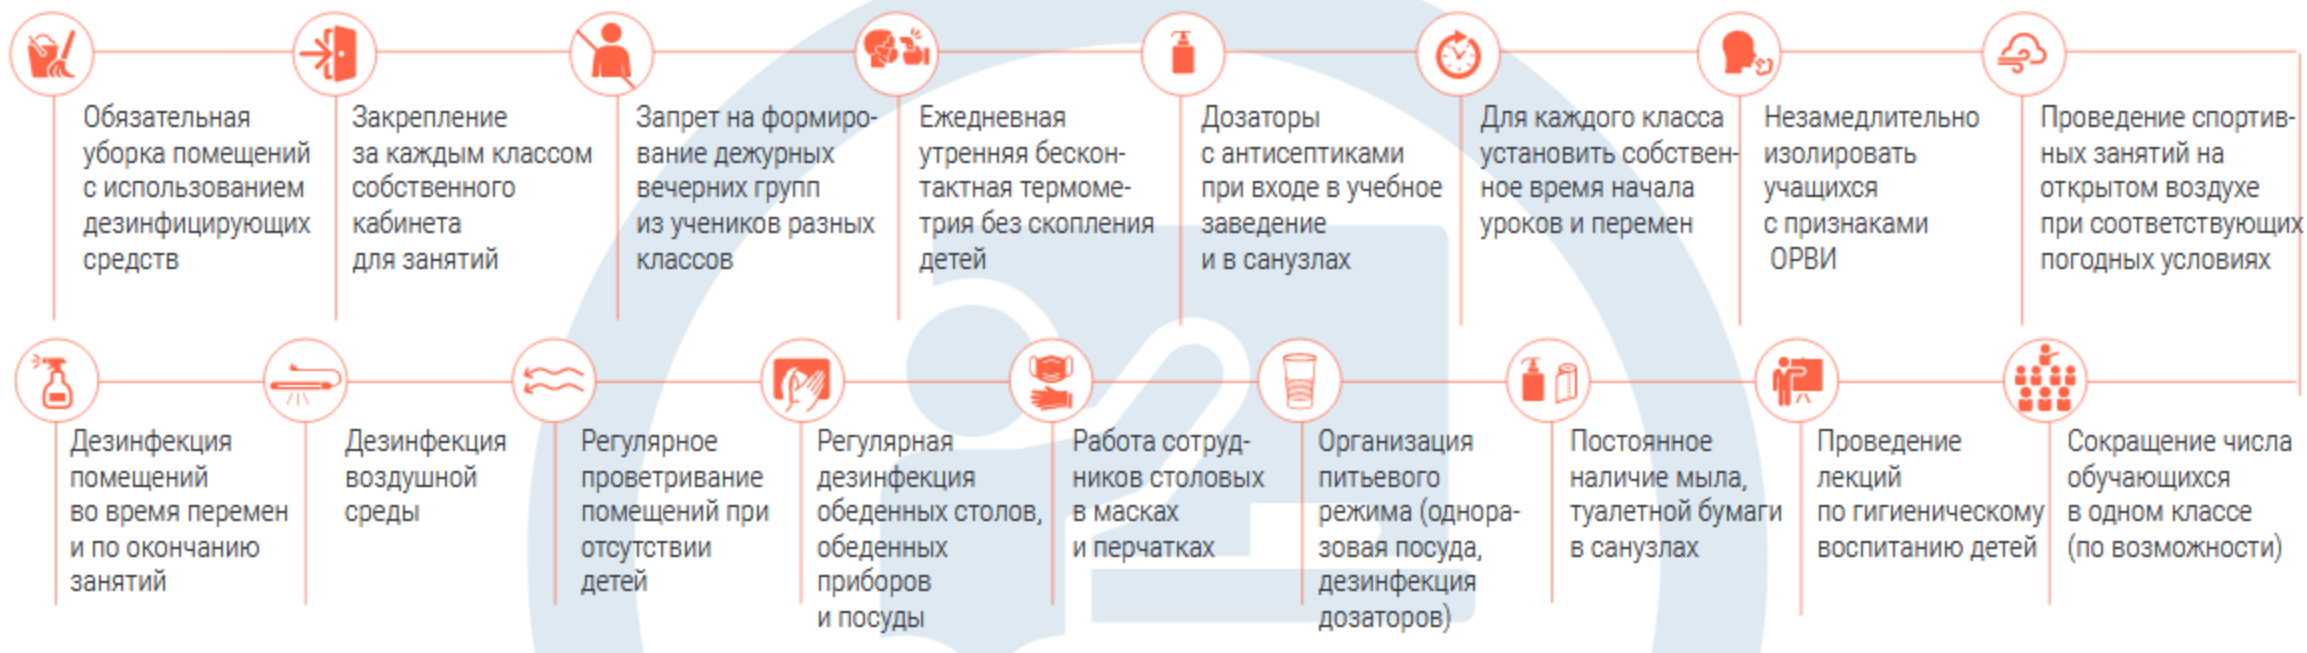 Обязательная
уборка помещений
с использованием
дезинфицирующих
средств
Закрепление
за каждым классом
собственного
кабинета
для занятий
Запрет на формиро-
вание дежурных
вечерних групп
из учеников разных
классов
Ежедневная
утренняя бескон-
тактная термоме-
трия без скопления
детей
Дозаторы
с антисептиками
при входе в учебное
заведение
и в санузлах
Для каждого класса
установить собствен-
ное время начала
уроков и перемен
Незамедлительно
изолировать
учащихся
с признаками
ОРВИ
Проведение спортив-
ных занятий на
открытом воздухе
при соответствующих
погодных условиях
Дезинфекция
помещений
во время перемен
и по окончанию
занятий
Дезинфекция
воздушной
среды
Регулярное
проветривание
помещений при
отсутствии
детей
Регулярная
дезинфекция
обеденных столов,
обеденных
приборов
и посуды
Работа сотруд-
ников столовых
в масках
и перчатках
Организация
питьевого
режима (однора-
зовая посуда,
дезинфекция
дозаторов)
Постоянное
наличие мыла,
туалетной бумаги
в санузлах
Проведение
лекций
по гигиеническому
воспитанию детей
Сокращение числа
обучающихся
в одном классе
(по возможности)